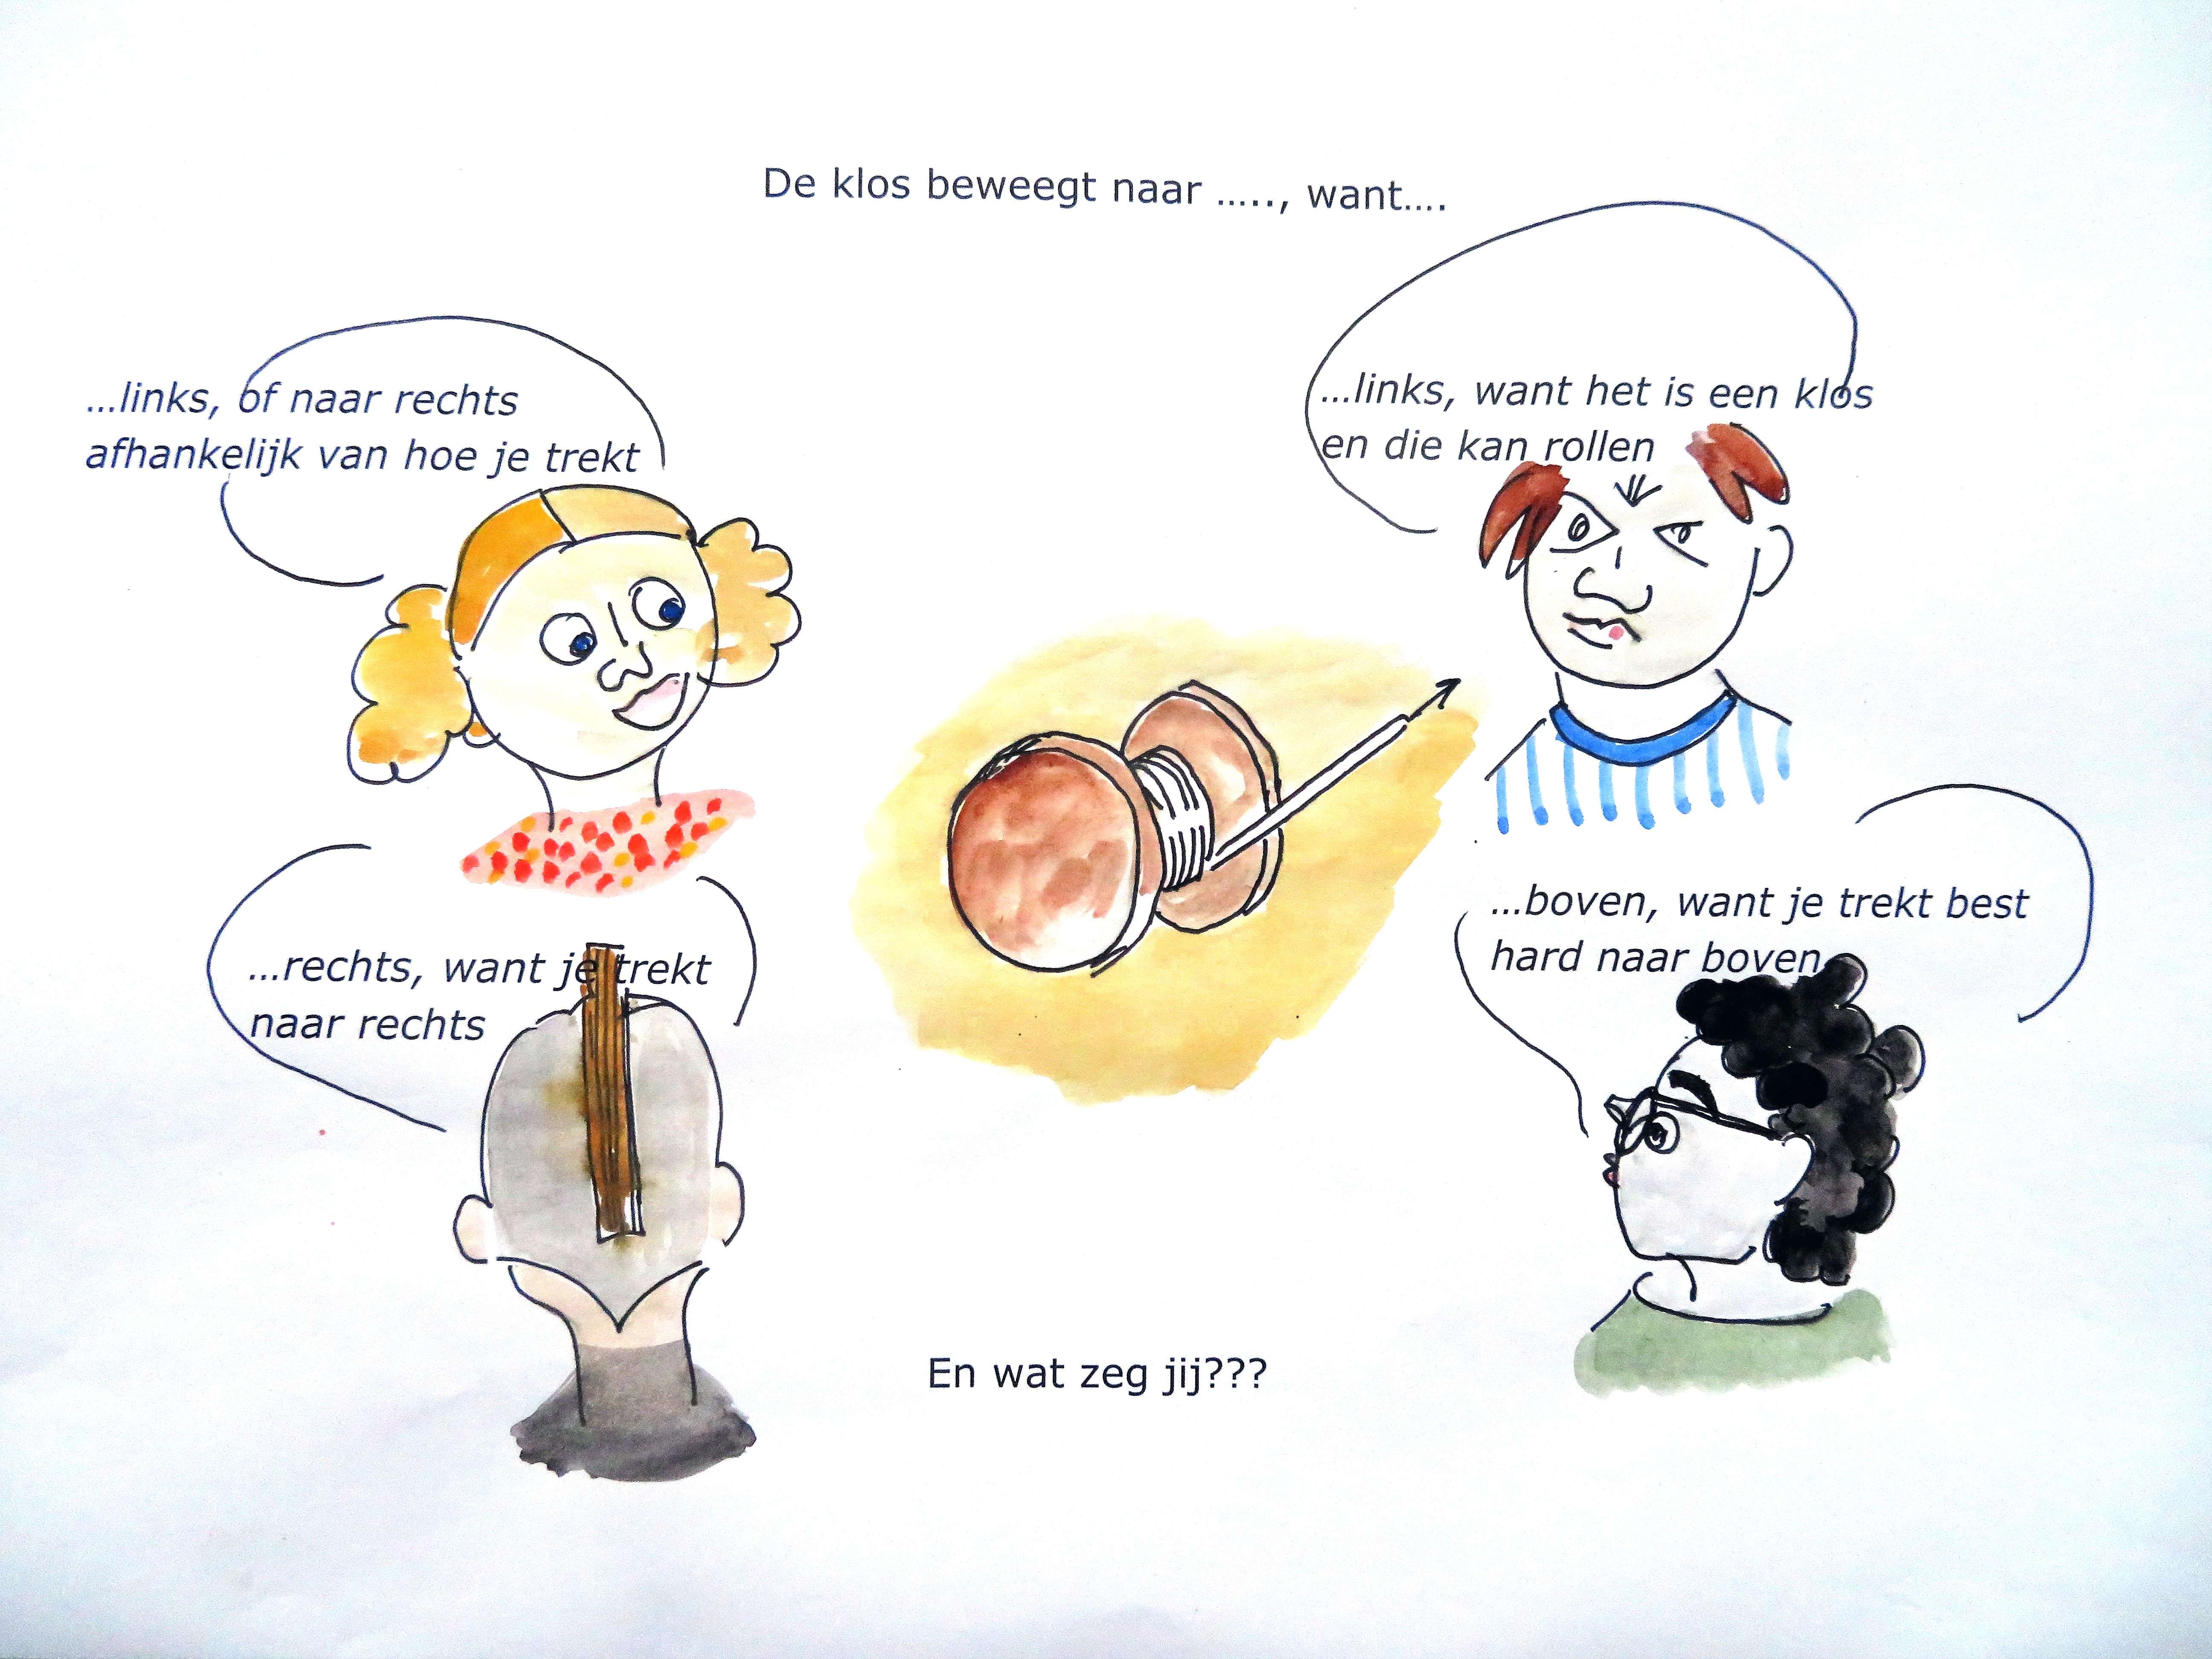 De klos beweegt naar ....., want....
...links, of naar rechts
afhankelijk van hoe je trekt
...links, want het is een klos
en die kan rollen
...rechts, want je trekt
naar rechts
...boven, want je trekt best
hard naar boven
En wat zeg jij???